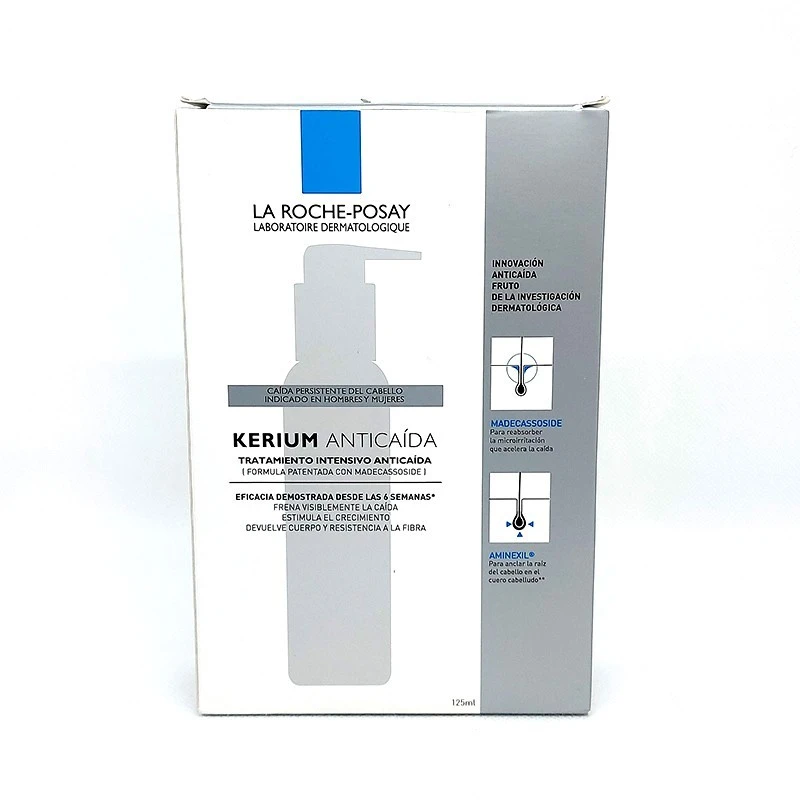 LA ROCHE-POSAY
LABORATOIRE DERMATOLOGIQUE
CAÍDA PERSISTENTE DEL CABELLO
INDICADO EN HOMBRES Y MUJERES
KERIUM ANTICAÍDA
TRATAMIENTO INTENSIVO ANTICAÍDA
( FORMULA PATENTADA CON MADECASSOSIDE )
EFICACIA DEMOSTRADA DESDE LAS 6 SEMANAS*
FRENA VISIBLEMENTE LA CAÍDA
ESTIMULA EL CRECIMIENTO
DEVUELVE CUERPO Y RESISTENCIA A LA FIBRA
125ml
INNOVACIÓN
ANTICAÍDA
FRUTO
DE LA INVESTIGACIÓN
DERMATOLÓGICA
MADECASSOSIDE
Para reabsorber
la microirritación
que acelera la caída
AMINEXIL®
Para anclar la raíz
del cabello en el
cuero cabelludo**